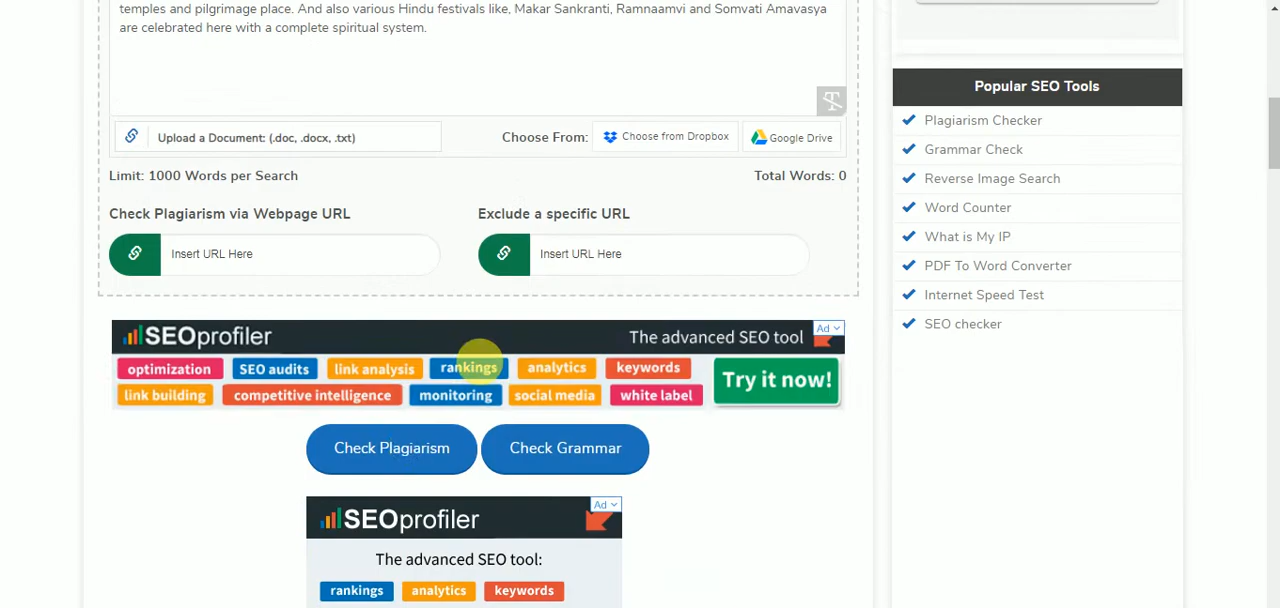 temples and pilgrimage place. And also various Hindu festivals like, Makar Sankranti, Ramnaamvi and Somvati Amavasya
are celebrated here with a complete spiritual system.
Upload a Document: (.doc, .docx, .txt)
Choose From:
Choose from Dropbox
Google Drive
Limit: 1000 Words per Search
Total Words: 0
Check Plagiarism via Webpage URL
Exclude a specific URL
Insert URL Here
Insert URL Here
SEOprofiler
The advanced SEO tool
Ad
optimization
SEO audits
link analysis
rankings
analytics
keywords
link building
competitive intelligence
monitoring
social media
white label
Try it now!
Check Plagiarism
Check Grammar
SEOprofiler
Ad
The advanced SEO tool:
rankings
analytics
keywords
Popular SEO Tools
Plagiarism Checker
Grammar Check
Reverse Image Search
Word Counter
What is My IP
PDF To Word Converter
Internet Speed Test
SEO checker